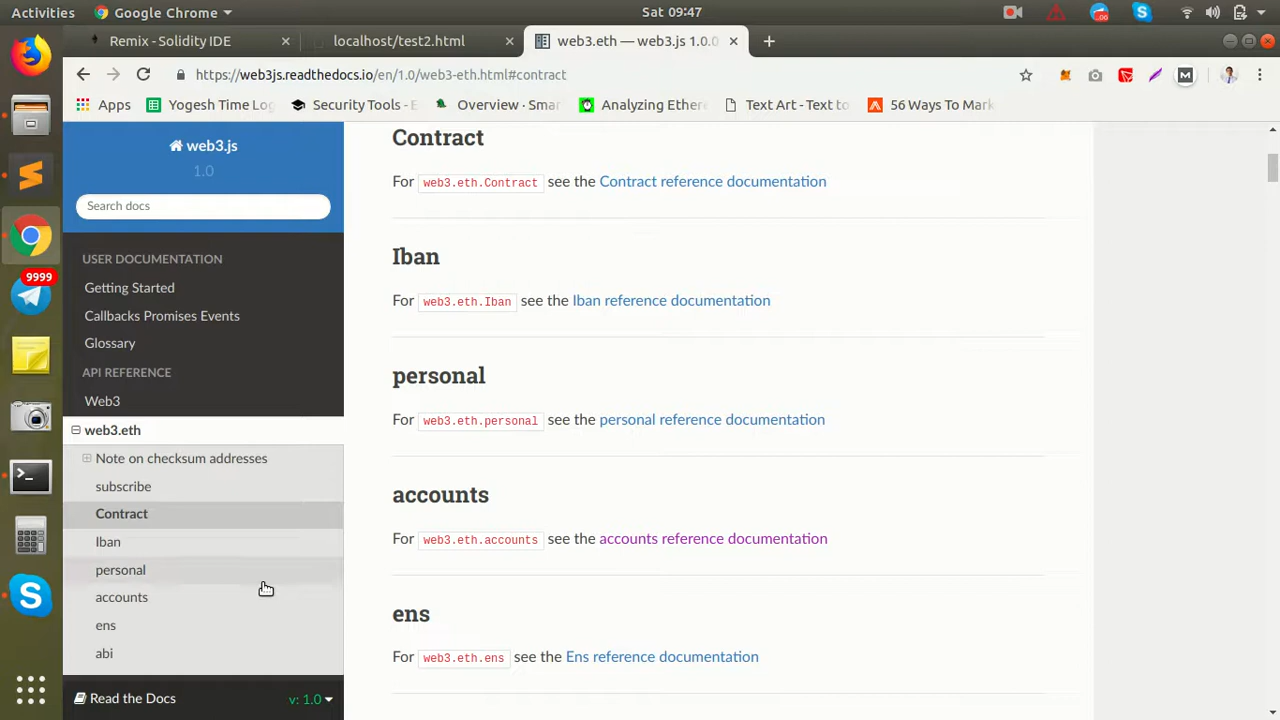 Activities Google Chrome Sat 09:47
Remix - Solidity IDE localhost/test2.html web3.eth — web3.js 1.0.0
https://web3js.readthedocs.io/en/1.0/web3-eth.html#contract
Apps Yogesh Time Log Security Tools - E Overview · Smar Analyzing Ethere Text Art - Text to 56 Ways To Mark
web3.js
1.0
Search docs
USER DOCUMENTATION
Getting Started
Callbacks Promises Events
Glossary
API REFERENCE
Web3
web3.eth
Note on checksum addresses
subscribe
Contract
Iban
personal
accounts
ens
abi
Read the Docs v: 1.0
9999
Contract
For web3.eth.Contract see the Contract reference documentation
Iban
For web3.eth.Iban see the Iban reference documentation
personal
For web3.eth.personal see the personal reference documentation
accounts
For web3.eth.accounts see the accounts reference documentation
ens
For web3.eth.ens see the Ens reference documentation